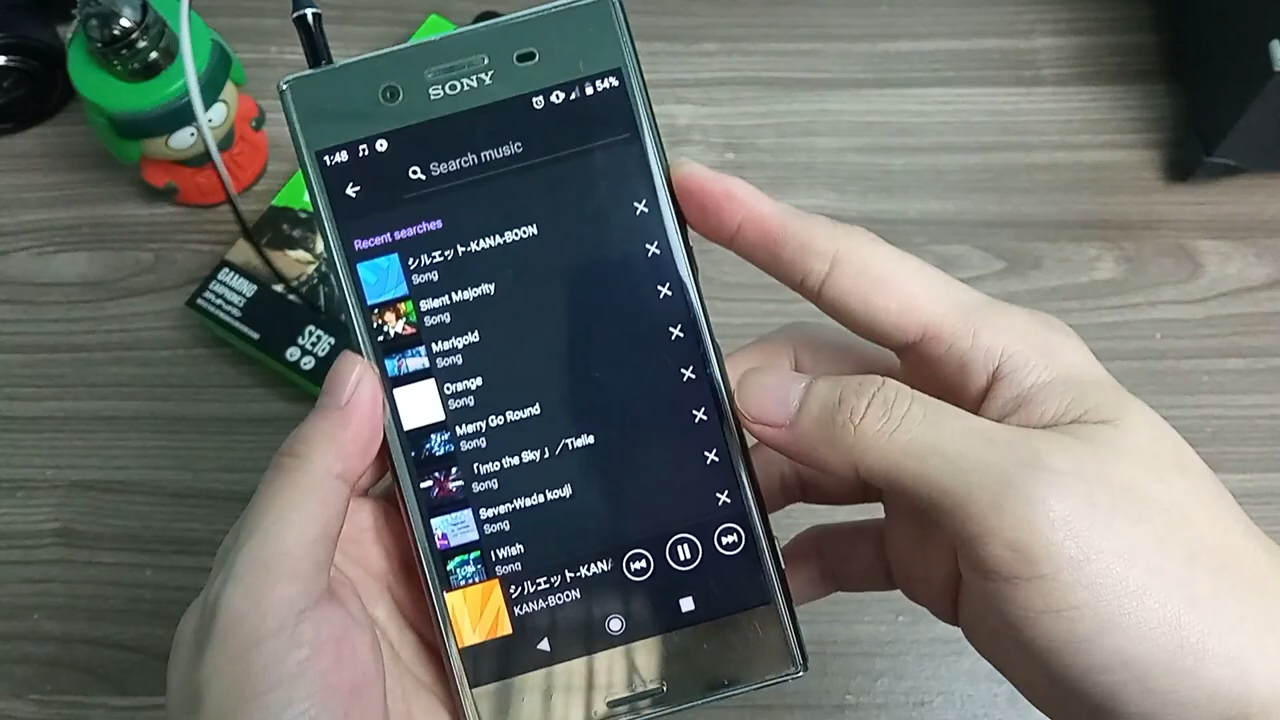 SONY
1:48
54%
Search music
Recent searches
シルエット-KANA-BOON
Song
Silent Majority
Song
Marigold
Song
Orange
Song
Merry Go Round
Song
「Into the Sky 」／Tielle
Song
Seven-Wada kouji
Song
I Wish
Song
シルエット-KANA
KANA-BOON
GAMING
EARPHONES
SE16